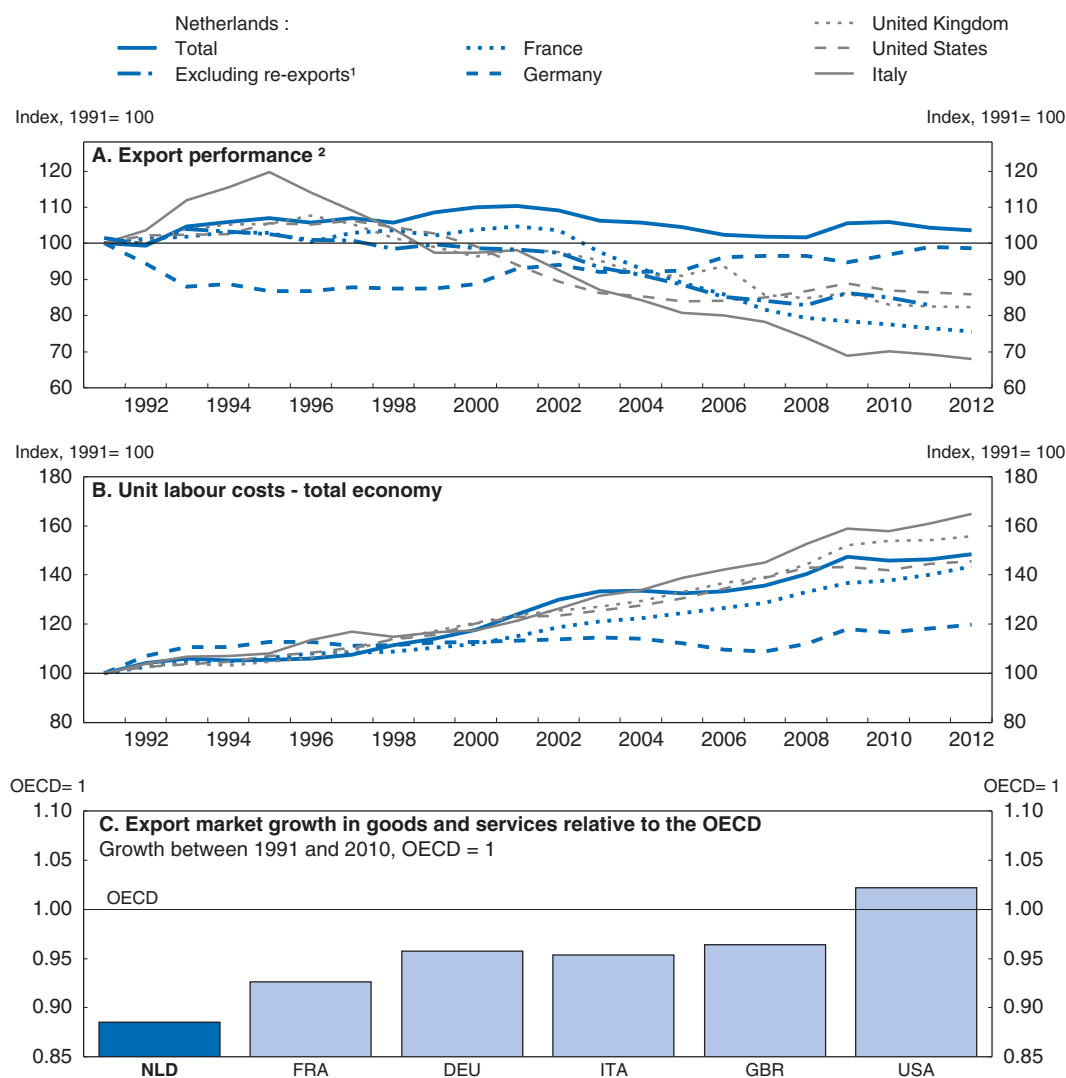 Netherlands :
Total
Excluding re-exports¹
France
Germany
United Kingdom
United States
Italy
Index, 1991= 100 Index, 1991= 100
A. Export performance ²
120 120
110 110
100 100
90 90
80 80
70 70
60 60
1992 1994 1996 1998 2000 2002 2004 2006 2008 2010 2012
Index, 1991= 100 Index, 1991= 100
B. Unit labour costs - total economy
180 180
160 160
140 140
120 120
100 100
80 80
1992 1994 1996 1998 2000 2002 2004 2006 2008 2010 2012
OECD= 1 OECD= 1
C. Export market growth in goods and services relative to the OECD
Growth between 1991 and 2010, OECD = 1
1.10 1.10
1.05 1.05
OECD
1.00 1.00
0.95 0.95
0.90 0.90
0.85 0.85
NLD FRA DEU ITA GBR USA